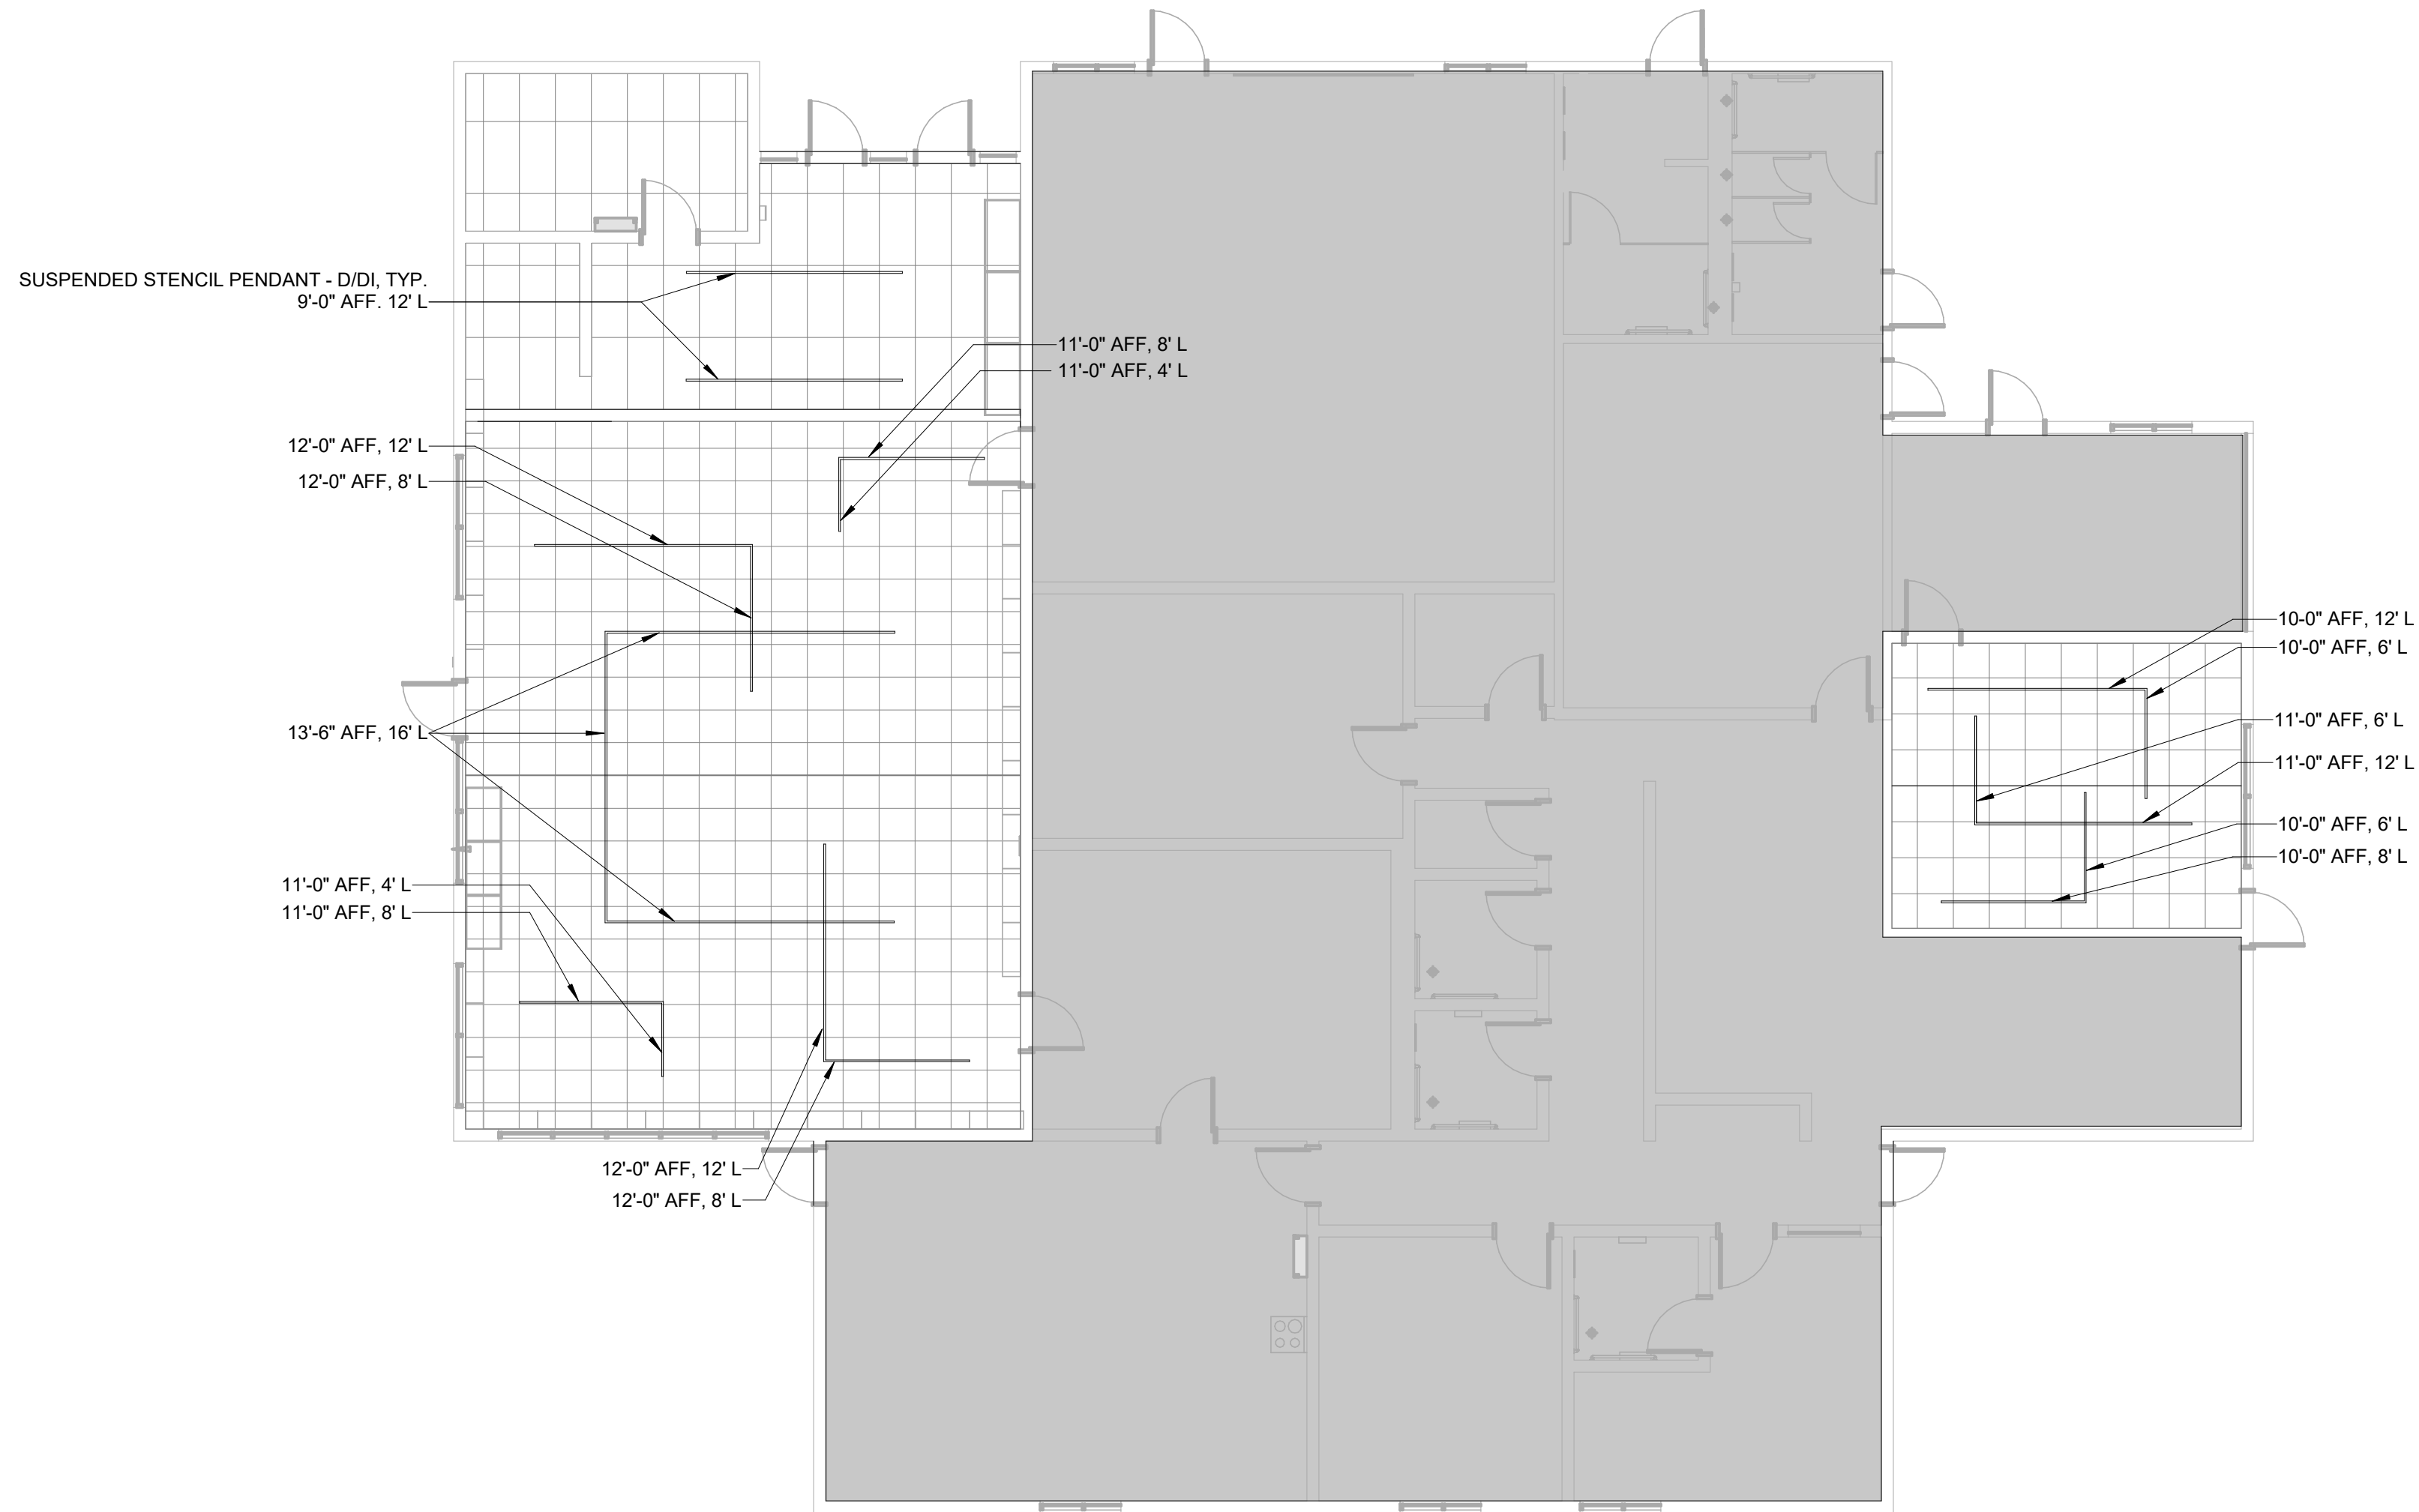 SUSPENDED STENCIL PENDANT - D/DI, TYP.
9'-0" AFF. 12' L
11'-0" AFF, 8' L
11'-0" AFF, 4' L
12'-0" AFF, 12' L
12'-0" AFF, 8' L
10-0" AFF, 12' L
10'-0" AFF, 6' L
11'-0" AFF, 6' L
13'-6" AFF, 16' L
11'-0" AFF, 12' L
10'-0" AFF, 6' L
10'-0" AFF, 8' L
11'-0" AFF, 4' L
11'-0" AFF, 8' L
12'-0" AFF, 12' L
12'-0" AFF, 8' L